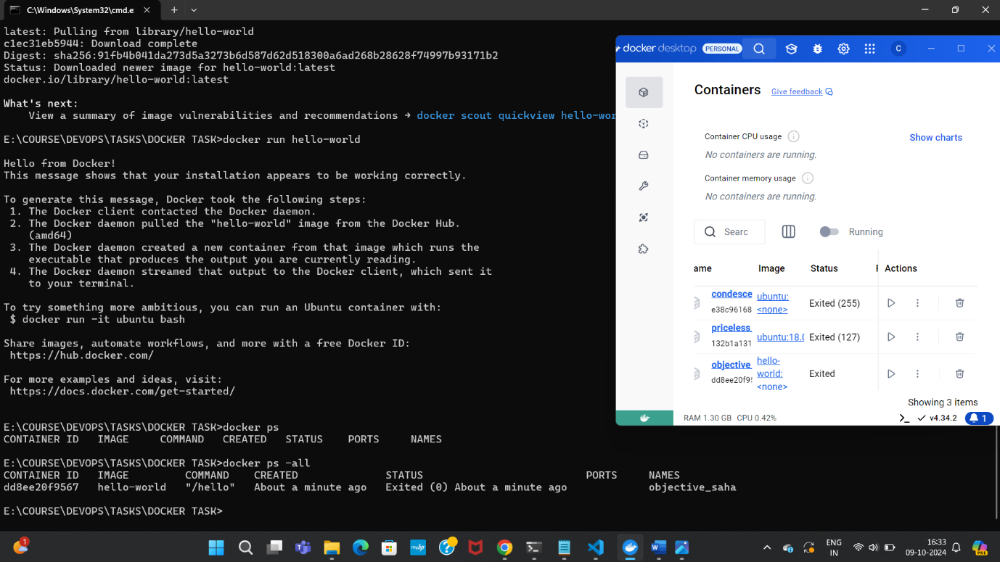 C:\Windows\System32\cmd.e:
latest: Pulling from library/hello-world
c1ec31eb5944: Download complete
Digest: sha256:91fb4b041da273d5a3273b6d587d62d518300a6ad268b28628f74997b93171b2
Status: Downloaded newer image for hello-world:latest
docker.io/library/hello-world:latest
What's next:
View a summary of image vulnerabilities and recommendations → docker scout quickview hello-wor
E:\COURSE\DEVOPS\TASKS\DOCKER TASK>docker run hello-world
Hello from Docker!
This message shows that your installation appears to be working correctly.
To generate this message, Docker took the following steps:
1. The Docker client contacted the Docker daemon.
2. The Docker daemon pulled the "hello-world" image from the Docker Hub.
(amd64)
3. The Docker daemon created a new container from that image which runs the
executable that produces the output you are currently reading.
4. The Docker daemon streamed that output to the Docker client, which sent it
to your terminal.
To try something more ambitious, you can run an Ubuntu container with:
$ docker run -it ubuntu bash
Share images, automate workflows, and more with a free Docker ID:
https://hub.docker.com/
For more examples and ideas, visit:
https://docs.docker.com/get-started/
E:\COURSE\DEVOPS\TASKS\DOCKER TASK>docker ps
CONTAINER ID IMAGE COMMAND CREATED STATUS PORTS NAMES
E:\COURSE\DEVOPS\TASKS\DOCKER TASK>docker ps -all
CONTAINER ID IMAGE COMMAND CREATED STATUS PORTS NAMES
dd8ee20f9567 hello-world "/hello" About a minute ago Exited (0) About a minute ago objective_saha
E:\COURSE\DEVOPS\TASKS\DOCKER TASK>
docker desktop PERSONAL C
Containers Give feedback
Container CPU usage Show charts
No containers are running.
Container memory usage
No containers are running.
Searc Running
ame Image Status Actions
condesce ubuntu:
e38c96168 <none> Exited (255)
priceless_
132b1a131 ubuntu:18.0 Exited (127)
objective_ hello-
dd8ee20f95 world: Exited
<none>
Showing 3 items
RAM 1.30 GB CPU 0.42% v4.34.2 1
1 myhp ENG 16:33
IN 09-10-2024 PRE